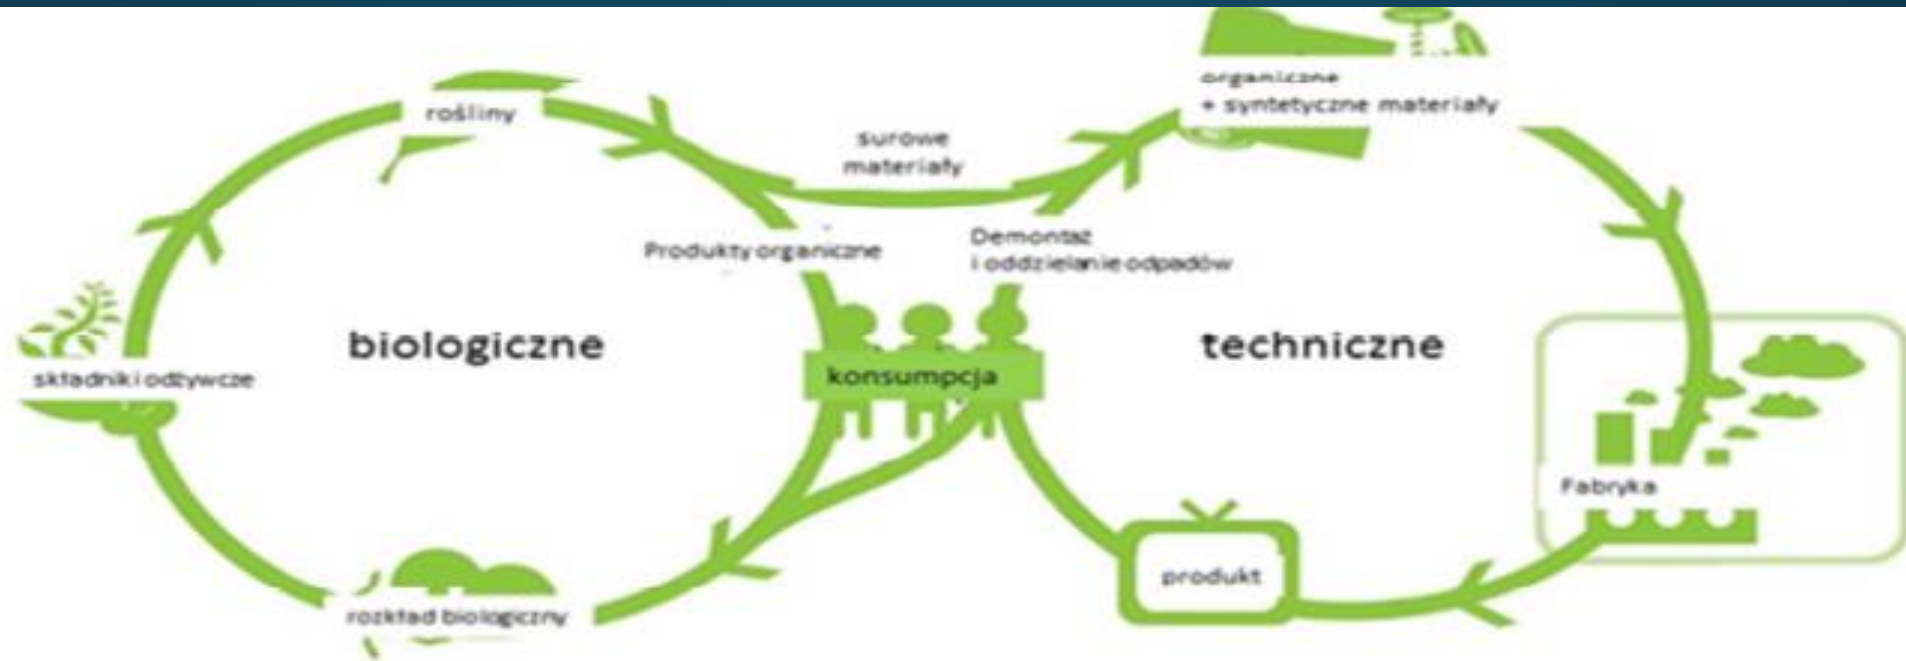 organiczne
+ syntetyczne materiały
rośliny
surowe
materiały
Produkty organiczne
Demontaż
i oddzielanie odpadów
biologiczne
techniczne
składniki odżywcze
konsumpcja
Fabryka
produkt
rozkład biologiczny